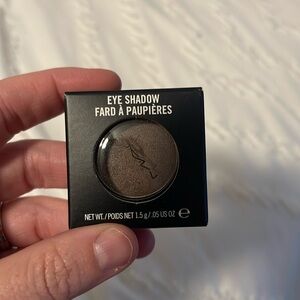 EYE SHADOW
FARD À PAUPIÈRES
NET WT./POIDS NET 1.5 g/.05 US OZ ℮